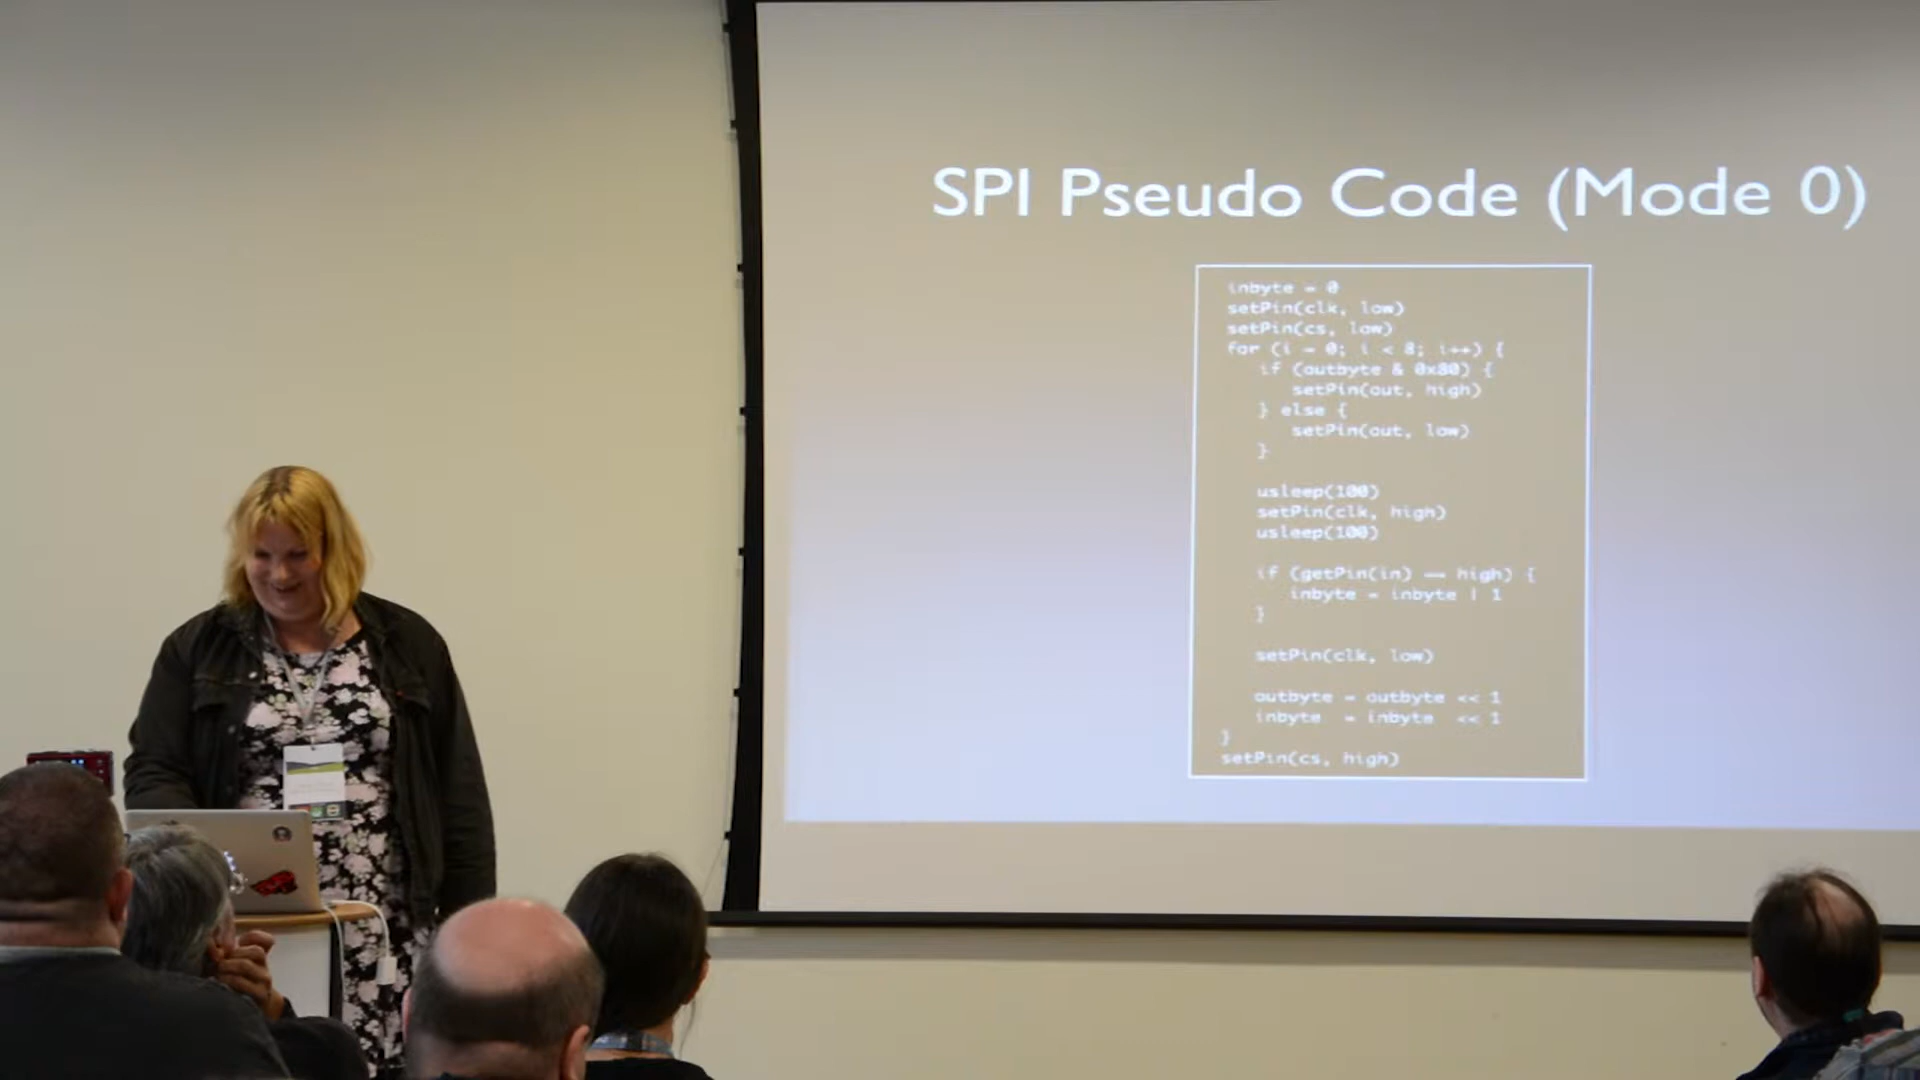 SPI Pseudo Code (Mode 0)
inbyte = 0
setPin(clk, low)
setPin(cs, low)
for (i = 0; i < 8; i++) {
if (outbyte & 0x80) {
setPin(out, high)
} else {
setPin(out, low)
}
usleep(100)
setPin(clk, high)
usleep(100)
if (getPin(in) == high) {
inbyte = inbyte | 1
}
setPin(clk, low)
outbyte = outbyte << 1
inbyte = inbyte << 1
}
setPin(cs, high)